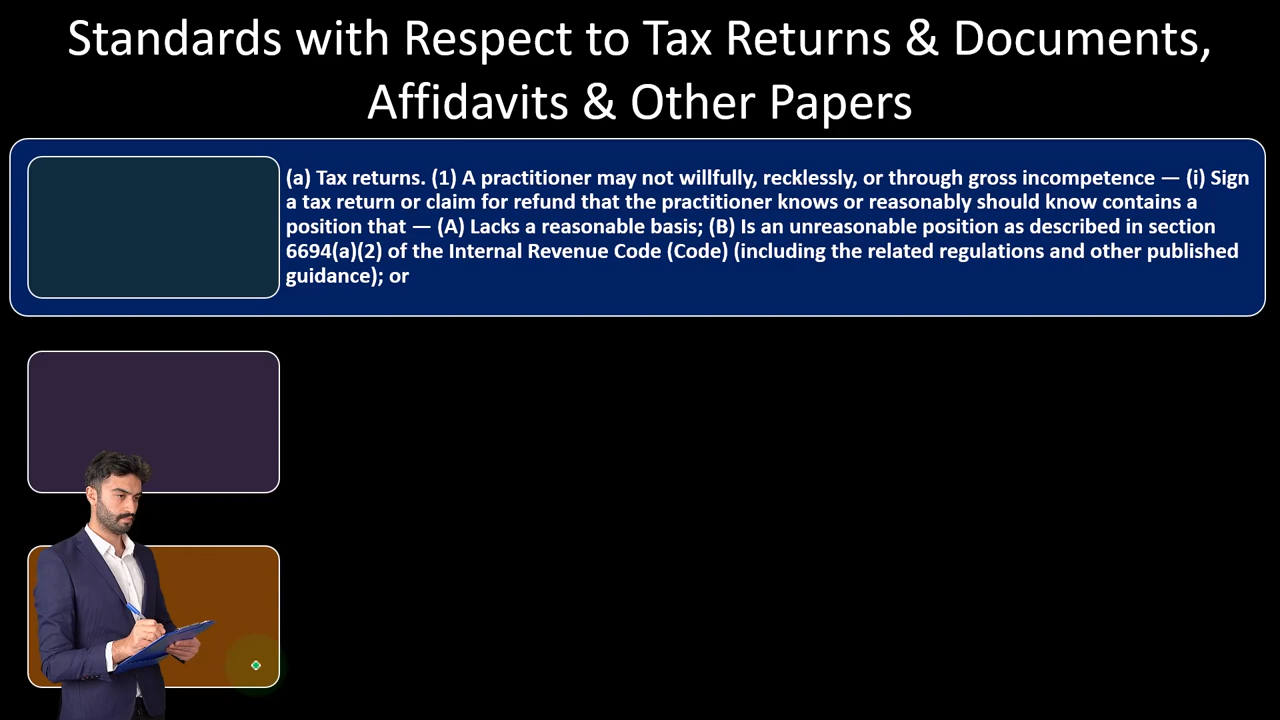 Standards with Respect to Tax Returns & Documents,
Affidavits & Other Papers
(a) Tax returns. (1) A practitioner may not willfully, recklessly, or through gross incompetence — (i) Sign
a tax return or claim for refund that the practitioner knows or reasonably should know contains a
position that — (A) Lacks a reasonable basis; (B) Is an unreasonable position as described in section
6694(a)(2) of the Internal Revenue Code (Code) (including the related regulations and other published
guidance); or